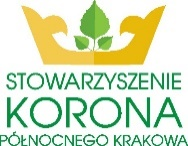 STOWARZYSZENIE
KORONA
PÓŁNOCNEGO KRAKOWA